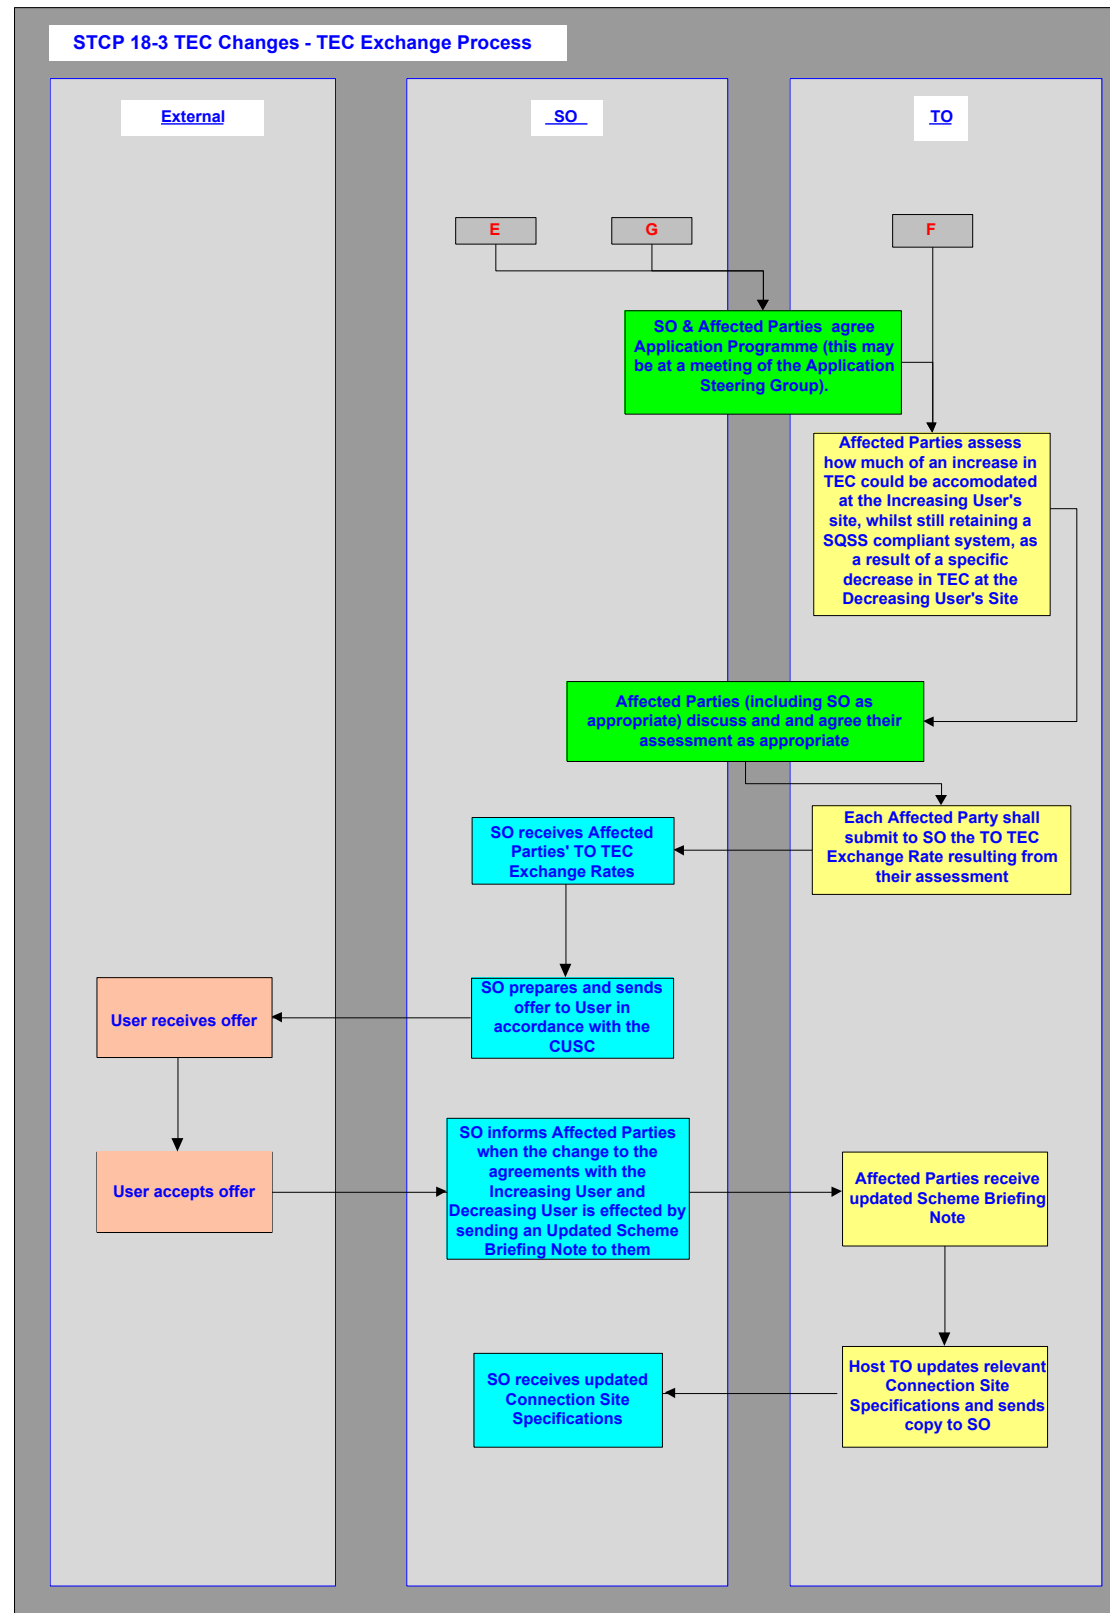 STCP 18-3 TEC Changes - TEC Exchange Process
External
SO
TO
E
G
F
SO & Affected Parties agree
Application Programme (this may
be at a meeting of the Application
Steering Group).
Affected Parties assess
how much of an increase in
TEC could be accomodated
at the Increasing User's
site, whilst still retaining a
SQSS compliant system, as
a result of a specific
decrease in TEC at the
Decreasing User's Site
Affected Parties (including SO as
appropriate) discuss and and agree their
assessment as appropriate
Each Affected Party shall
submit to SO the TO TEC
Exchange Rate resulting from
their assessment
SO receives Affected
Parties' TO TEC
Exchange Rates
SO prepares and sends
offer to User in
accordance with the
CUSC
User receives offer
User accepts offer
SO informs Affected Parties
when the change to the
agreements with the
Increasing User and
Decreasing User is effected by
sending an Updated Scheme
Briefing Note to them
Affected Parties receive
updated Scheme Briefing
Note
Host TO updates relevant
Connection Site
Specifications and sends
copy to SO
SO receives updated
Connection Site
Specifications